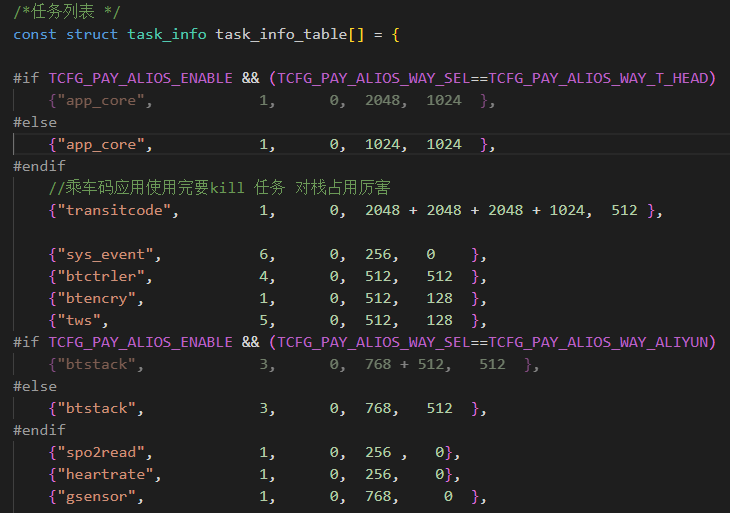 /*任务列表 */
const struct task_info task_info_table[] = {
#if TCFG_PAY_ALIOS_ENABLE && (TCFG_PAY_ALIOS_WAY_SEL==TCFG_PAY_ALIOS_WAY_T_HEAD)
    {"app_core",            1,      0,  2048,  1024  },
#else
    {"app_core",            1,      0,  1024,  1024  },
#endif
    //乘车码应用使用完要kill 任务 对栈占用厉害
    {"transitcode",         1,      0,  2048 + 2048 + 2048 + 1024,  512 },
    {"sys_event",           6,      0,  256,   0    },
    {"btctrler",            4,      0,  512,   512  },
    {"btencry",             1,      0,  512,   128  },
    {"tws",                 5,      0,  512,   128  },
#if TCFG_PAY_ALIOS_ENABLE && (TCFG_PAY_ALIOS_WAY_SEL==TCFG_PAY_ALIOS_WAY_ALIYUN)
    {"btstack",             3,      0,  768 + 512,   512  },
#else
    {"btstack",             3,      0,  768,   512  },
#endif
    {"spo2read",            1,      0,  256 ,   0},
    {"heartrate",           1,      0,  256,    0},
    {"gsensor",             1,      0,  768,     0  },